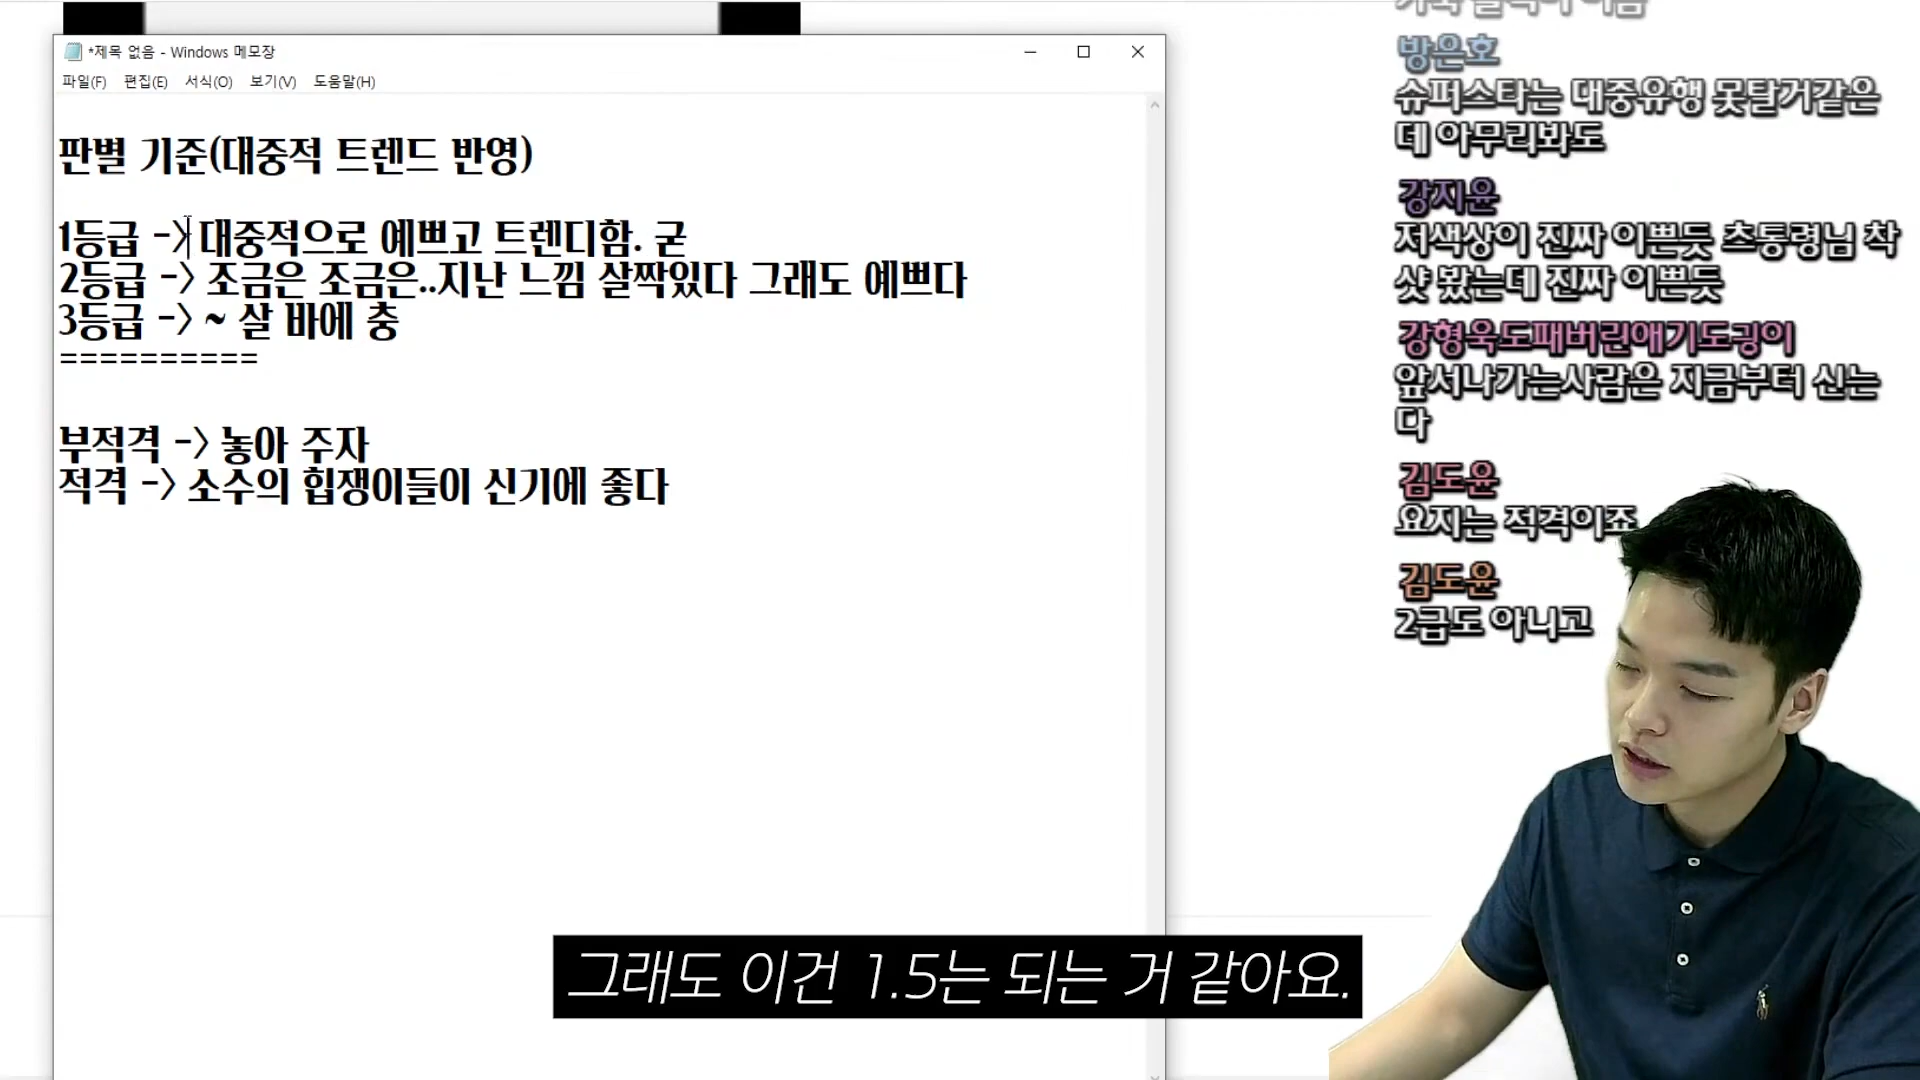 *제목 없음 - Windows 메모장
파일(F) 편집(E) 서식(O) 보기(V) 도움말(H)
판별 기준(대중적 트렌드 반영)
1등급 -> 대중적으로 예쁘고 트렌디함. 굳
2등급 -> 조금은 조금은..지난 느낌 살짝있다 그래도 예쁘다
3등급 -> ~ 살 바에 충
==========
부적격 -> 놓아 주자
적격 -> 소수의 힙쟁이들이 신기에 좋다
방은호
슈퍼스타는 대중유행 못탈거같은
데 아무리봐도
강지윤
저색상이 진짜 이쁜듯 츠동령님 착
샷 봤는데 진짜 이쁜듯
강형욱도패버린애기도굉이
앞서나가는사람은 지금부터 신는
다
김도윤
요지는 적격이죠
김도윤
2급도 아니고
그래도 이건 1.5는 되는 거 같아요.